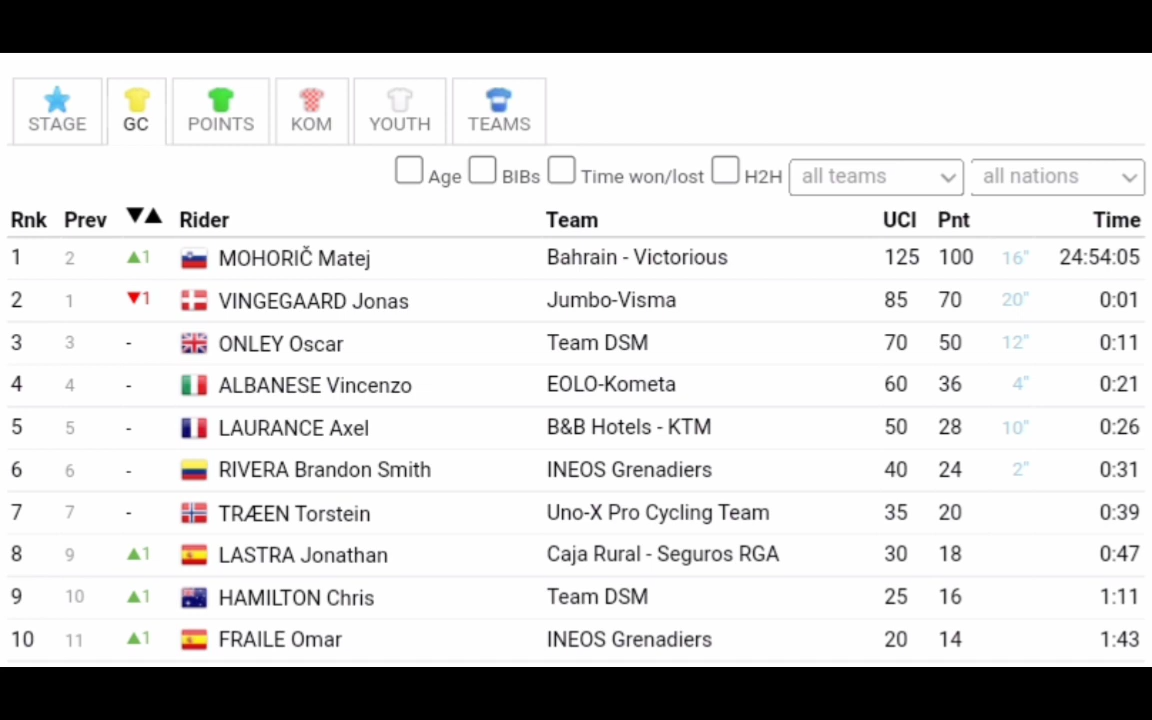 STAGE GC POINTS KOM YOUTH TEAMS
Age BIBs Time won/lost H2H all teams all nations
Rnk Prev ▼▲ Rider Team UCI Pnt Time
1 2 ▲1 MOHORIČ Matej Bahrain - Victorious 125 100 16" 24:54:05
2 1 ▼1 VINGEGAARD Jonas Jumbo-Visma 85 70 20" 0:01
3 3 - ONLEY Oscar Team DSM 70 50 12" 0:11
4 4 - ALBANESE Vincenzo EOLO-Kometa 60 36 4" 0:21
5 5 - LAURANCE Axel B&B Hotels - KTM 50 28 10" 0:26
6 6 - RIVERA Brandon Smith INEOS Grenadiers 40 24 2" 0:31
7 7 - TRÆEN Torstein Uno-X Pro Cycling Team 35 20 0:39
8 9 ▲1 LASTRA Jonathan Caja Rural - Seguros RGA 30 18 0:47
9 10 ▲1 HAMILTON Chris Team DSM 25 16 1:11
10 11 ▲1 FRAILE Omar INEOS Grenadiers 20 14 1:43